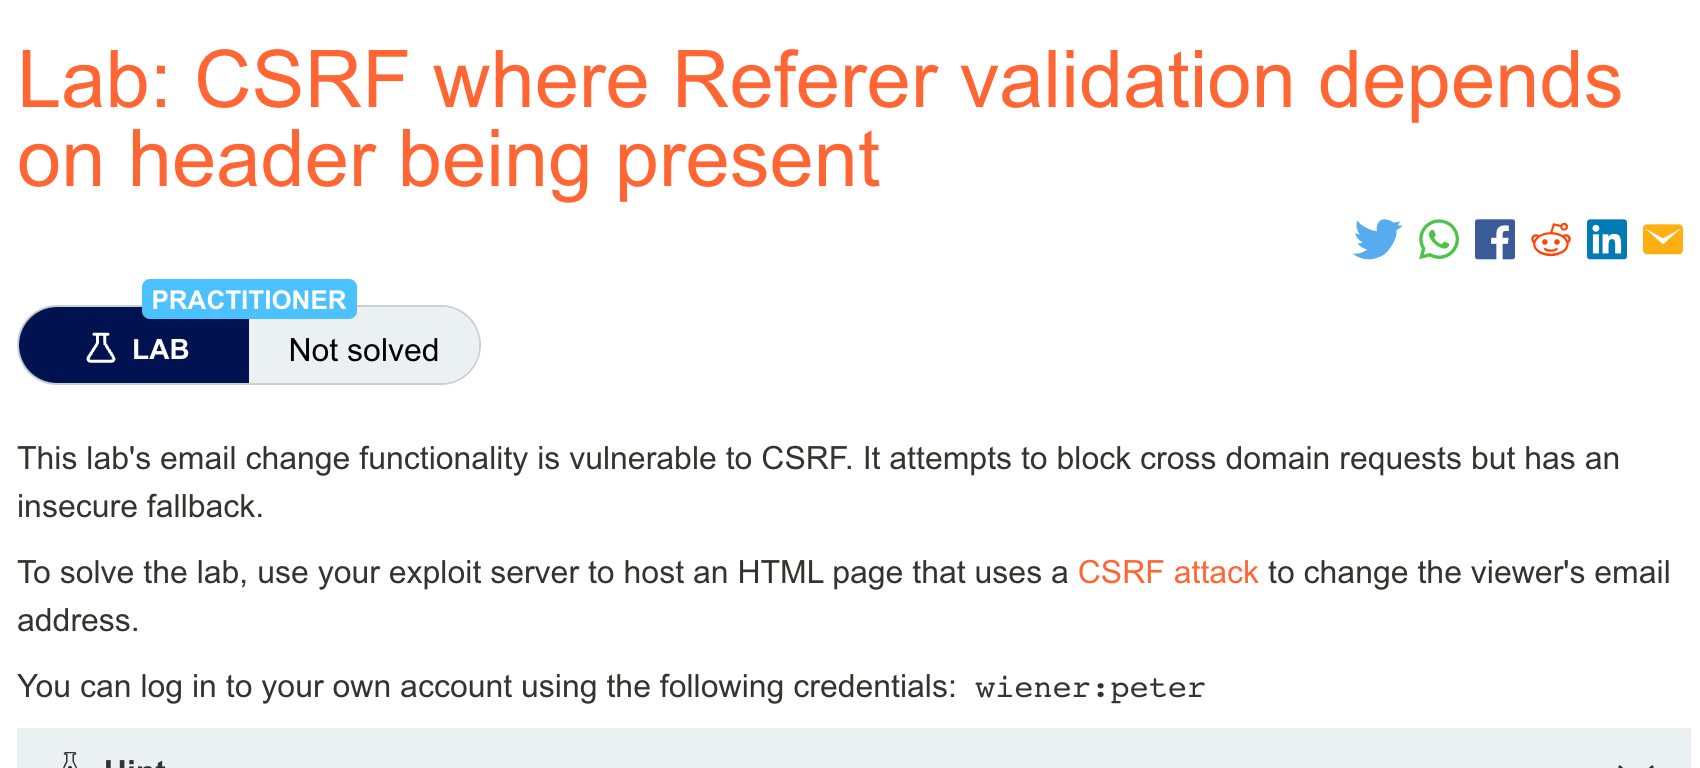 Lab: CSRF where Referer validation depends
on header being present
PRACTITIONER
LAB
Not solved
This lab's email change functionality is vulnerable to CSRF. It attempts to block cross domain requests but has an
insecure fallback.
To solve the lab, use your exploit server to host an HTML page that uses a CSRF attack to change the viewer's email
address.
You can log in to your own account using the following credentials: wiener:peter
Hint